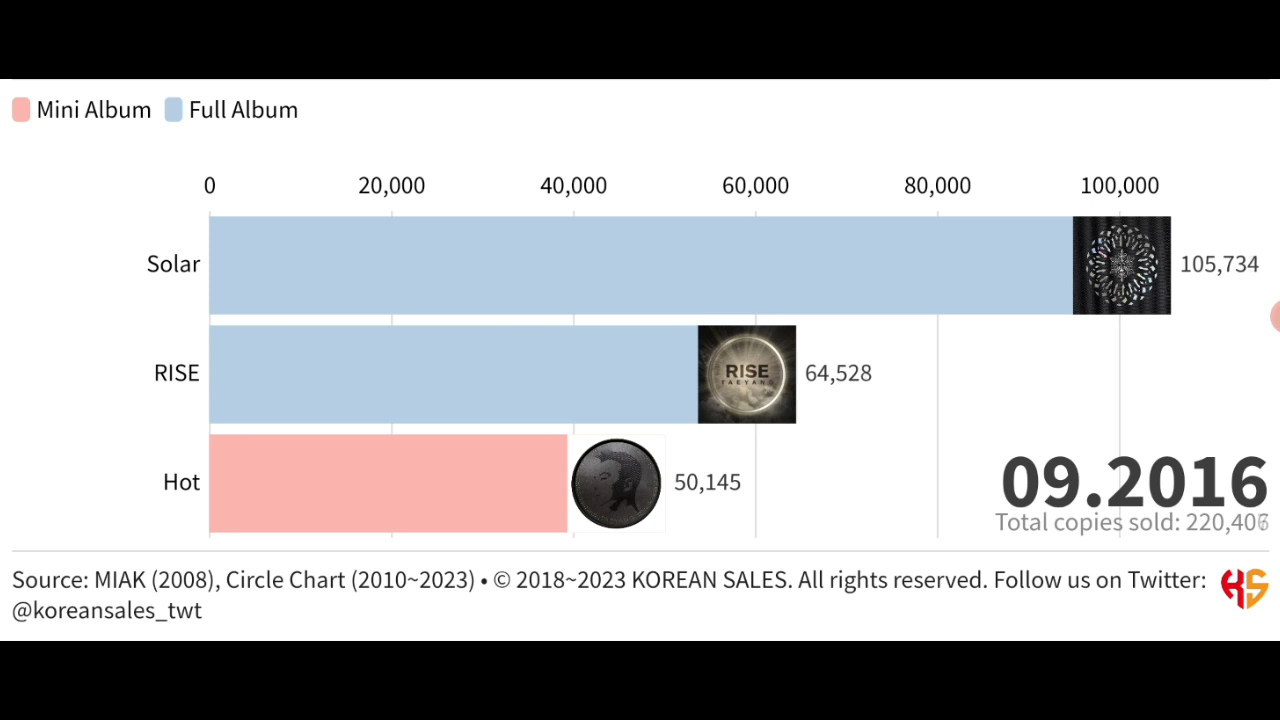 Mini Album Full Album
0 20,000 40,000 60,000 80,000 100,000
Solar 105,734
RISE RISE TAEYANG 64,528
Hot 50,145
09.2016
Total copies sold:
Source: MIAK (2008), Circle Chart (2010~2023) • © 2018~2023 KOREAN SALES. All rights reserved. Follow us on Twitter: KS
@koreansales_twt